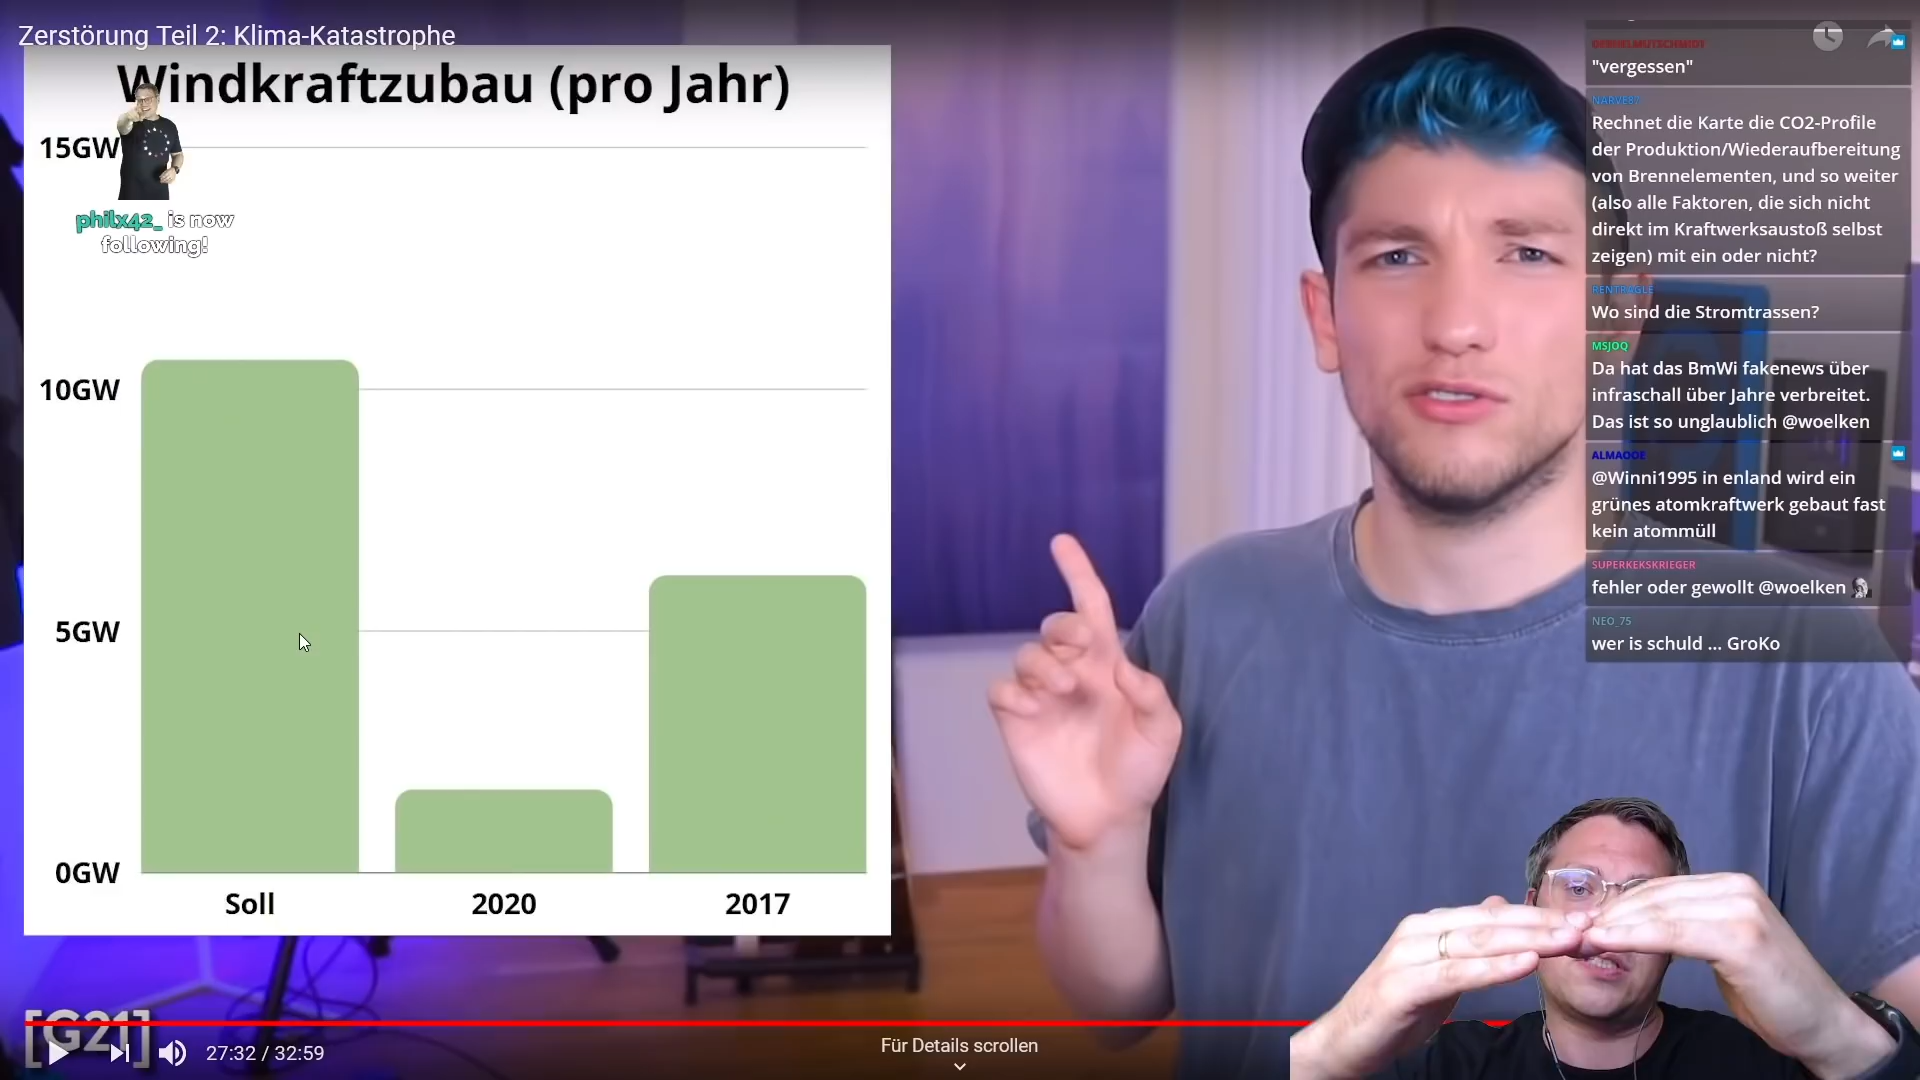 Zerstörung Teil 2: Klima-Katastrophe
Windkraftzubau (pro Jahr)
15GW
philx42_ is now
following!
10GW
5GW
0GW
Soll
2020
2017
[G21]
27:32 / 32:59
Für Details scrollen
"vergessen"
NARVE87
Rechnet die Karte die CO2-Profile
der Produktion/Wiederaufbereitung
von Brennelementen, und so weiter
(also alle Faktoren, die sich nicht
direkt im Kraftwerksaustoß selbst
zeigen) mit ein oder nicht?
Wo sind die Stromtrassen?
MSJOQ
Da hat das BmWi fakenews über
infraschall über Jahre verbreitet.
Das ist so unglaublich @woelken
ALMAOOE
@Winni1995 in enland wird ein
grünes atomkraftwerk gebaut fast
kein atommüll
SUPERKEKSKRIEGER
fehler oder gewollt @woelken
NEO_75
wer is schuld ... GroKo